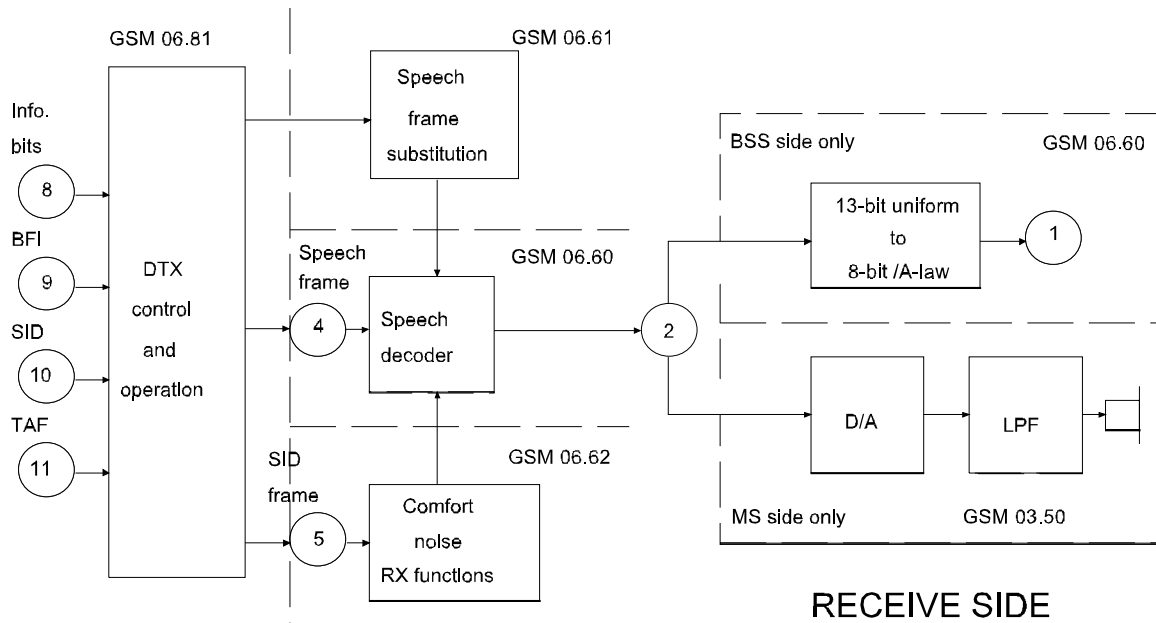 GSM 06.81
GSM 06.61
Speech
frame
substitution
Info.
bits
8
BFI
9
SID
10
TAF
11
DTX
control
and
operation
Speech
frame
4
GSM 06.60
Speech
decoder
SID
frame
5
GSM 06.62
Comfort
noise
RX functions
2
BSS side only
GSM 06.60
13-bit uniform
to
8-bit /A-law
1
D/A
LPF
MS side only
GSM 03.50
RECEIVE SIDE